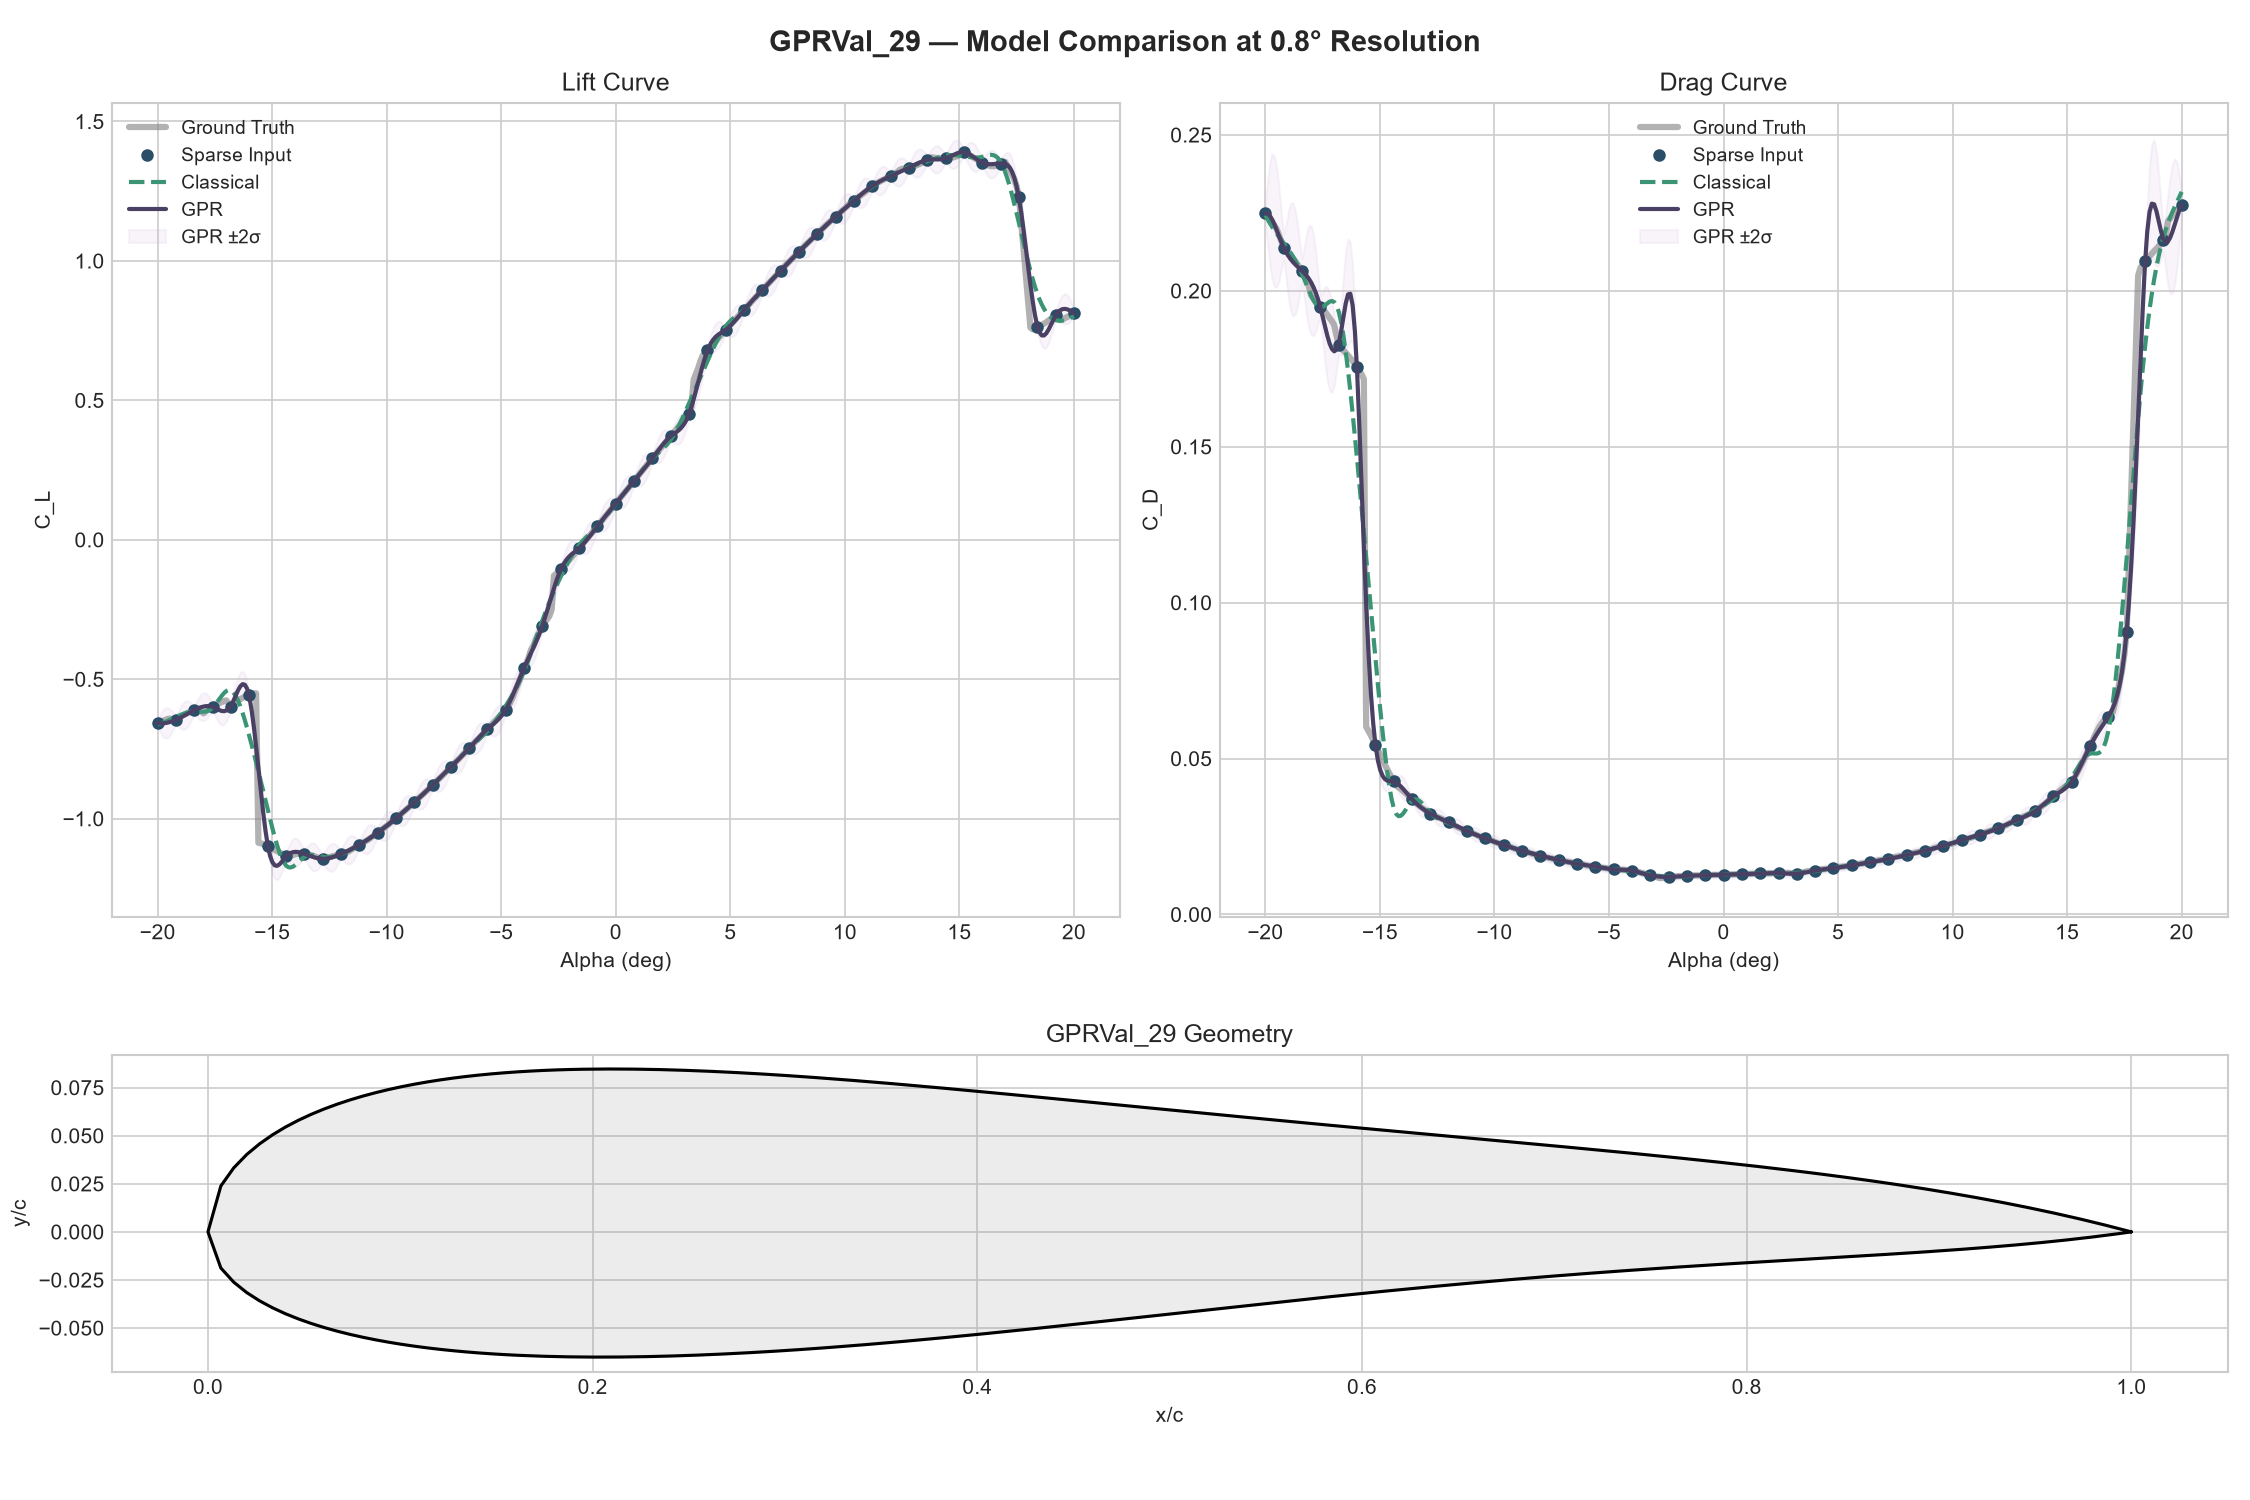 GPRVal_29 — Model Comparison at 0.8° Resolution
Lift Curve
Ground Truth
Sparse Input
Classical
GPR
GPR ±2σ
1.5
1.0
0.5
0.0
−0.5
−1.0
C_L
−20 −15 −10 −5 0 5 10 15 20
Alpha (deg)
Drag Curve
Ground Truth
Sparse Input
Classical
GPR
GPR ±2σ
0.25
0.20
0.15
0.10
0.05
0.00
C_D
−20 −15 −10 −5 0 5 10 15 20
Alpha (deg)
GPRVal_29 Geometry
0.075
0.050
0.025
0.000
−0.025
−0.050
y/c
0.0 0.2 0.4 0.6 0.8 1.0
x/c